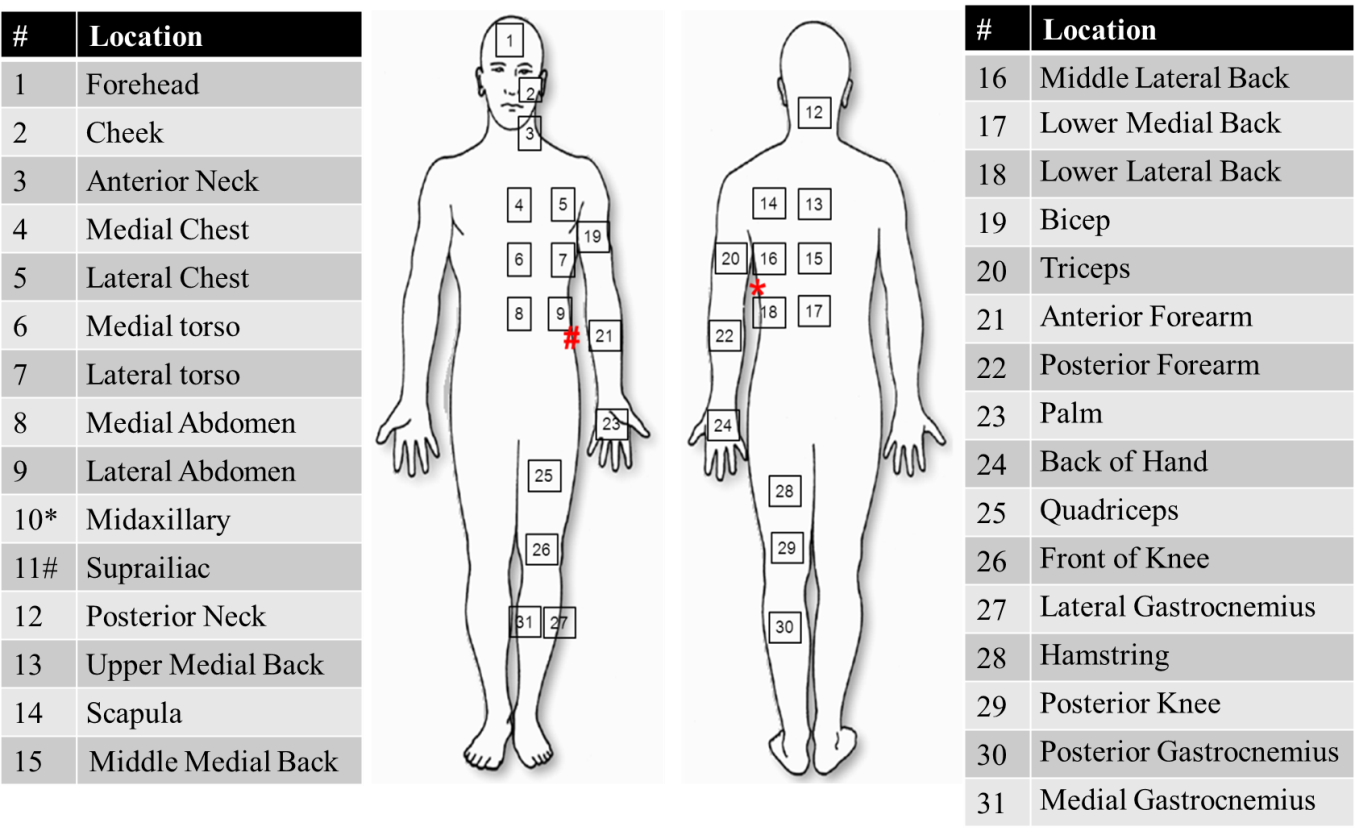 # Location
1 Forehead
2 Cheek
3 Anterior Neck
4 Medial Chest
5 Lateral Chest
6 Medial torso
7 Lateral torso
8 Medial Abdomen
9 Lateral Abdomen
10* Midaxillary
11# Suprailiac
12 Posterior Neck
13 Upper Medial Back
14 Scapula
15 Middle Medial Back
1
2
3
4 5
19
6 7
8 9
#
21
23
25
26
31 27
12
14 13
20 16 15
*
18 17
22
24
28
29
30
# Location
16 Middle Lateral Back
17 Lower Medial Back
18 Lower Lateral Back
19 Bicep
20 Triceps
21 Anterior Forearm
22 Posterior Forearm
23 Palm
24 Back of Hand
25 Quadriceps
26 Front of Knee
27 Lateral Gastrocnemius
28 Hamstring
29 Posterior Knee
30 Posterior Gastrocnemius
31 Medial Gastrocnemius